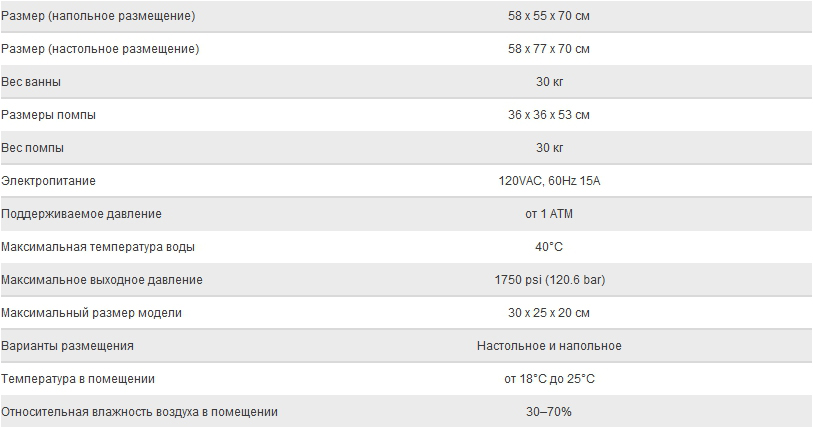 Размер (напольное размещение) 58 x 55 x 70 см
Размер (настольное размещение) 58 x 77 x 70 см
Вес ванны 30 кг
Размеры помпы 36 x 36 x 53 см
Вес помпы 30 кг
Электропитание 120VAC, 60Hz 15A
Поддерживаемое давление от 1 АТМ
Максимальная температура воды 40°C
Максимальное выходное давление 1750 psi (120.6 bar)
Максимальный размер модели 30 x 25 x 20 см
Варианты размещения Настольное и напольное
Температура в помещении от 18°C до 25°C
Относительная влажность воздуха в помещении 30–70%